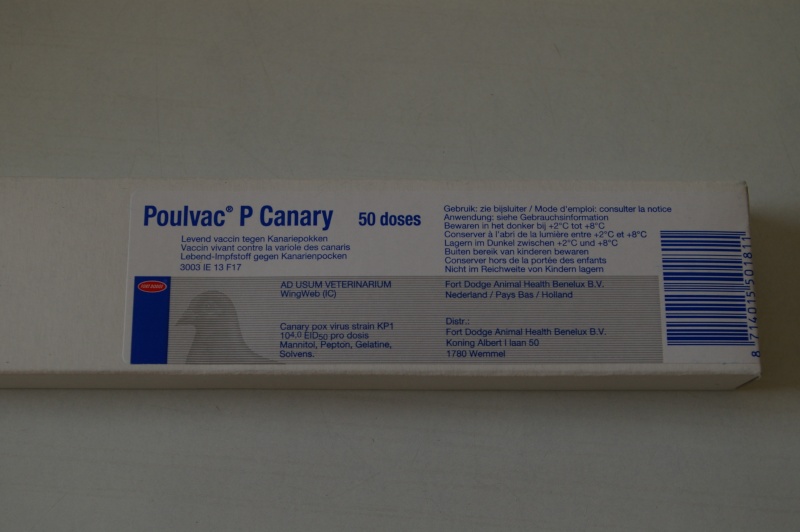 Poulvac® P Canary 50 doses
Levend vaccin tegen Kanariepokken
Vaccin vivant contre la variole des canaris
Lebend-Impfstoff gegen Kanarienpocken
3003 IE 13 F17
Gebruik: zie bijsluiter / Mode d'emploi: consulter la notice
Anwendung: siehe Gebrauchsinformation
Bewaren in het donker bij +2°C tot +8°C
Conserver à l'abri de la lumière entre +2°C et +8°C
Lagern im Dunkel zwischen +2°C und +8°C
Buiten bereik van kinderen bewaren
Conserver hors de la portée des enfants
Nicht im Reichweite von Kindern lagern
FORT DODGE
AD USUM VETERINARIUM
WingWeb (IC)
Canary pox virus strain KP1
10⁴·⁰ EID₅₀ pro dosis
Mannitol, Pepton, Gelatine,
Solvens.
Fort Dodge Animal Health Benelux B.V.
Nederland / Pays Bas / Holland
Distr.:
Fort Dodge Animal Health Benelux B.V.
Koning Albert I laan 50
1780 Wemmel
8 714015 501811